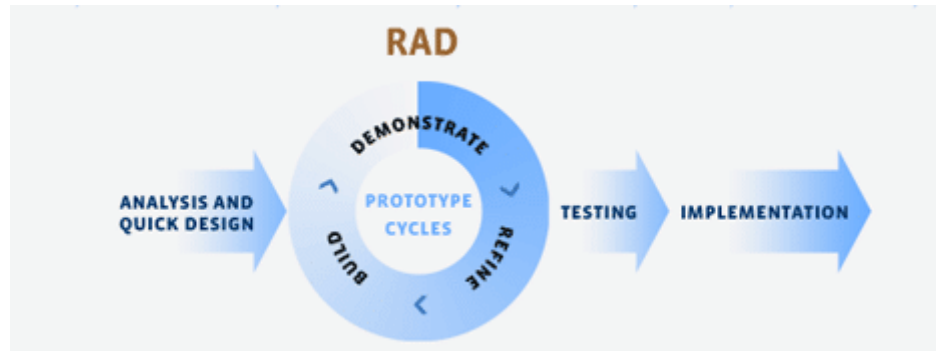 RAD
DEMONSTRATE
ANALYSIS AND
QUICK DESIGN
PROTOTYPE
CYCLES
BUILD
REFINE
TESTING
IMPLEMENTATION